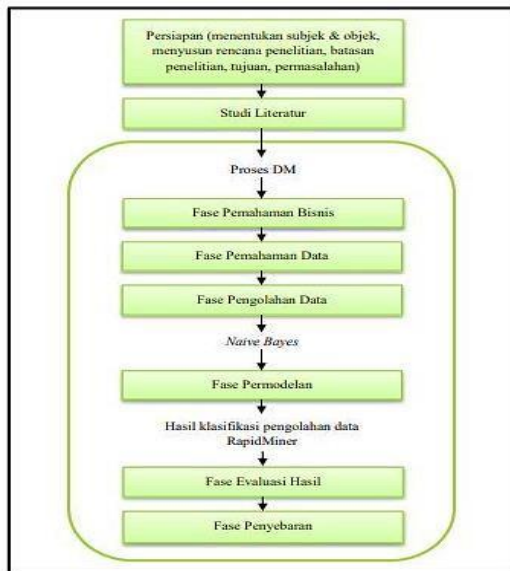 Persiapan (menentukan subjek & objek,
menyusun rencana penelitian, batasan
penelitian, tujuan, permasalahan)
Studi Literatur
Proses DM
Fase Pemahaman Bisnis
Fase Pemahaman Data
Fase Pengolahan Data
Naive Bayes
Fase Permodelan
Hasil klasifikasi pengolahan data
RapidMiner
Fase Evaluasi Hasil
Fase Penyebaran